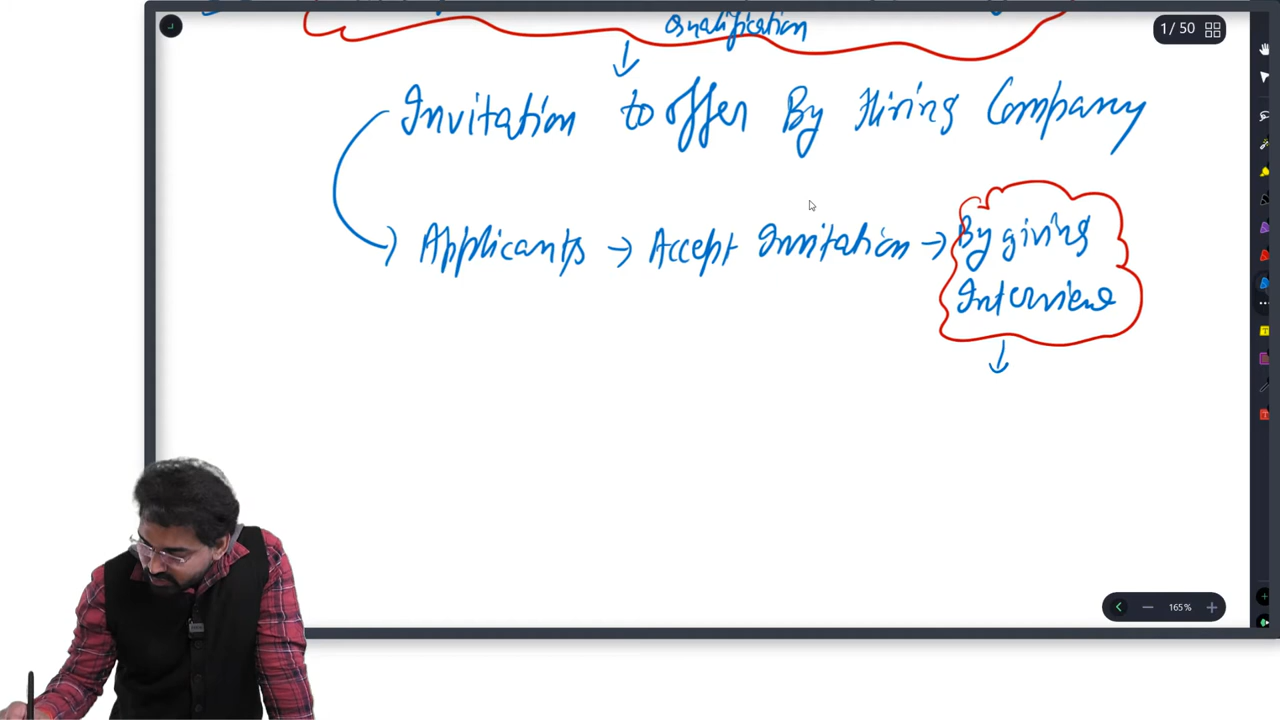 Qualification
1 / 50
Invitation to offer By Hiring Company
Applicants → Accept Invitation → By giving
Interview
165%